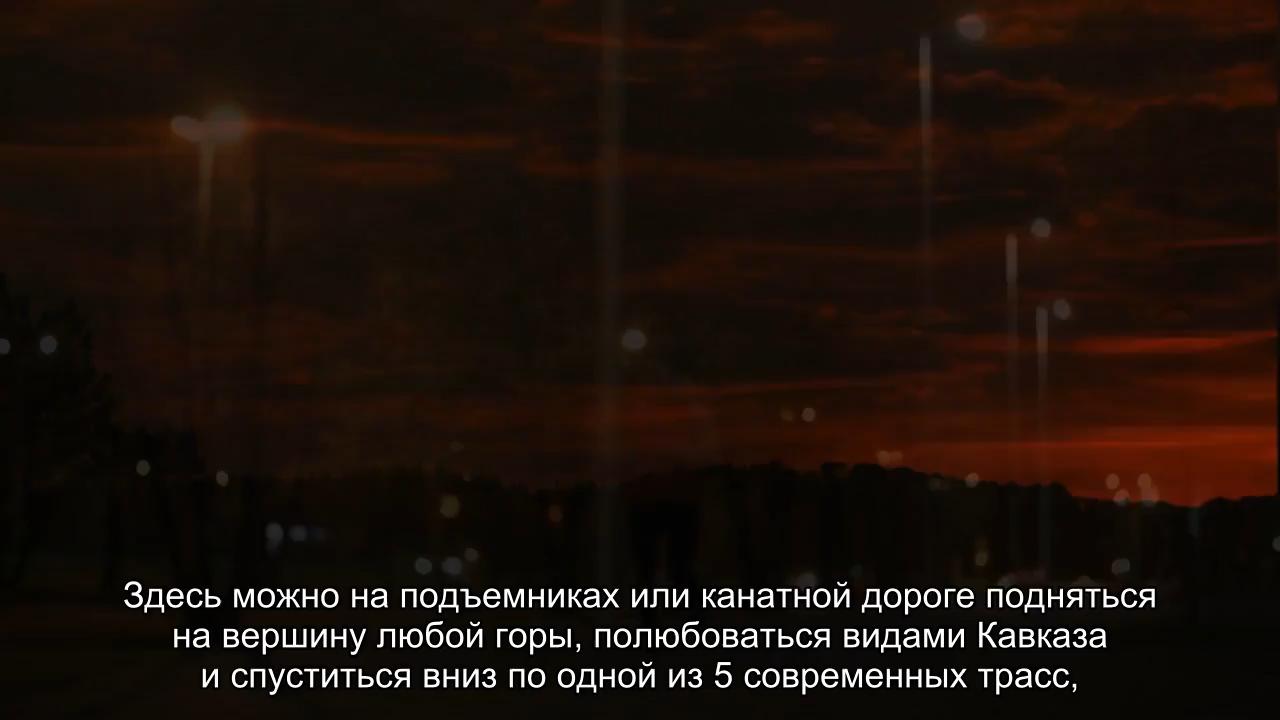 Здесь можно на подъемниках или канатной дороге подняться
на вершину любой горы, полюбоваться видами Кавказа
и спуститься вниз по одной из 5 современных трасс,